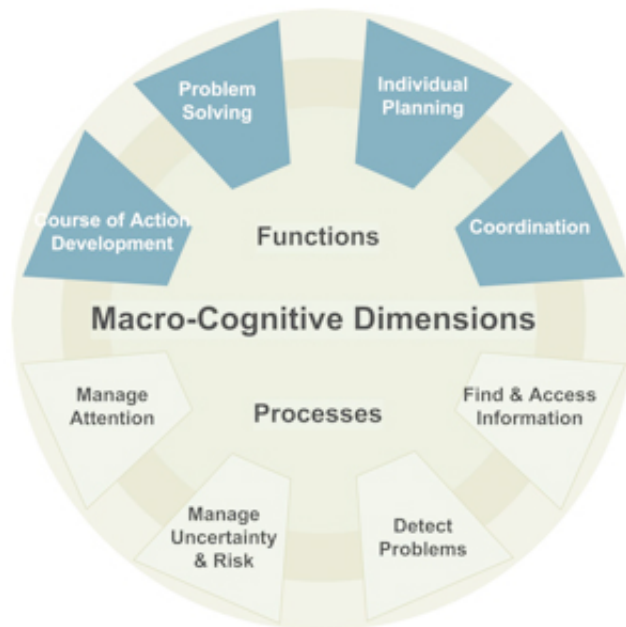 Problem
Solving
Individual
Planning
Course of Action
Development
Coordination
Functions
Macro-Cognitive Dimensions
Manage
Attention
Processes
Find & Access
Information
Manage
Uncertainty
& Risk
Detect
Problems